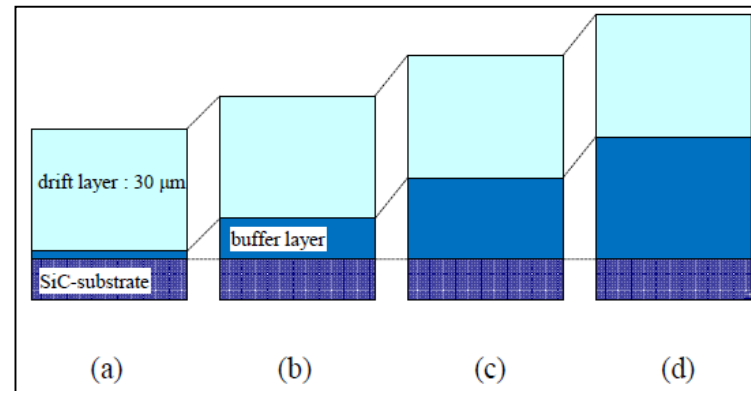 drift layer : 30 μm
buffer layer
SiC-substrate
(a) (b) (c) (d)